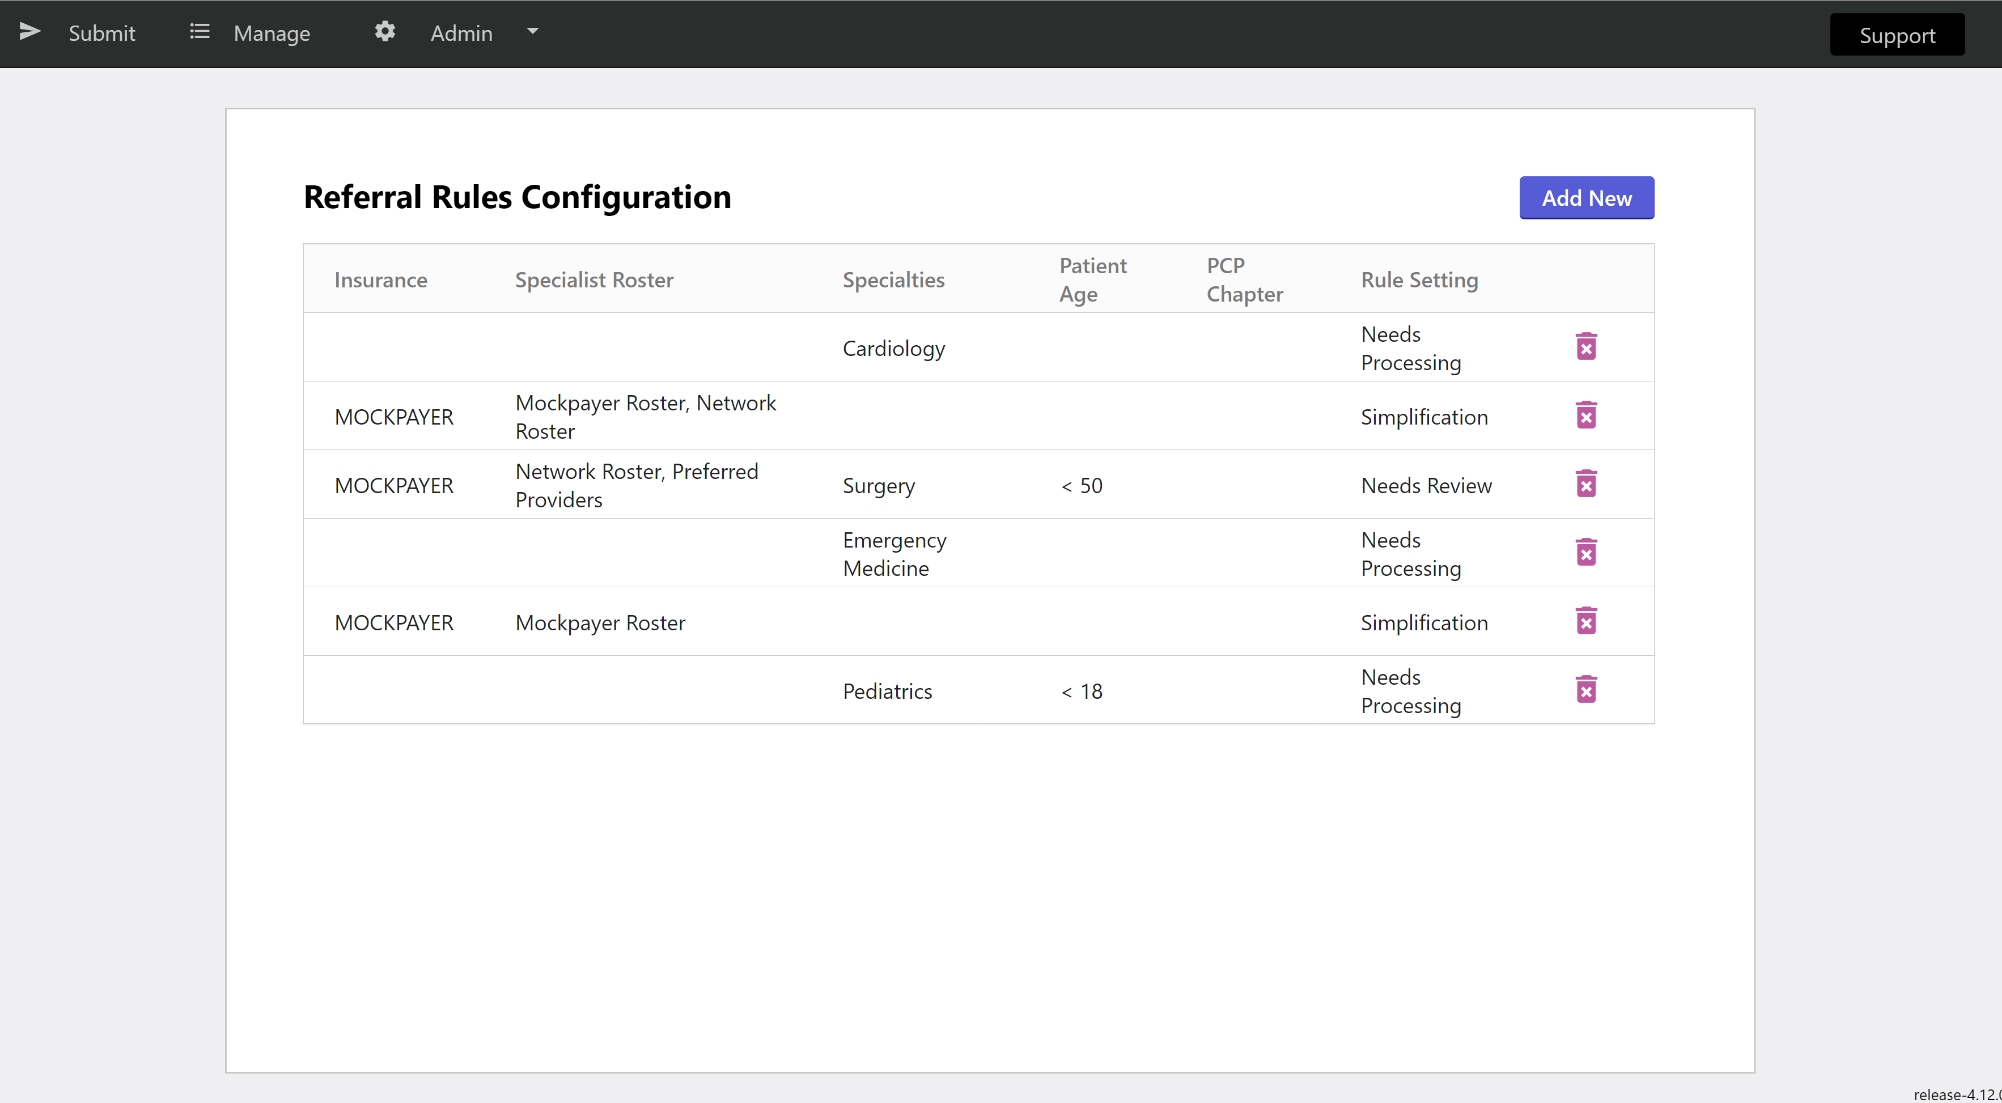 Submit Manage Admin Support
Referral Rules Configuration
Add New
Insurance Specialist Roster Specialties Patient Age PCP Chapter Rule Setting
Cardiology Needs Processing
MOCKPAYER Mockpayer Roster, Network Roster Simplification
MOCKPAYER Network Roster, Preferred Providers Surgery < 50 Needs Review
Emergency Medicine Needs Processing
MOCKPAYER Mockpayer Roster Simplification
Pediatrics < 18 Needs Processing
release-4.12.0